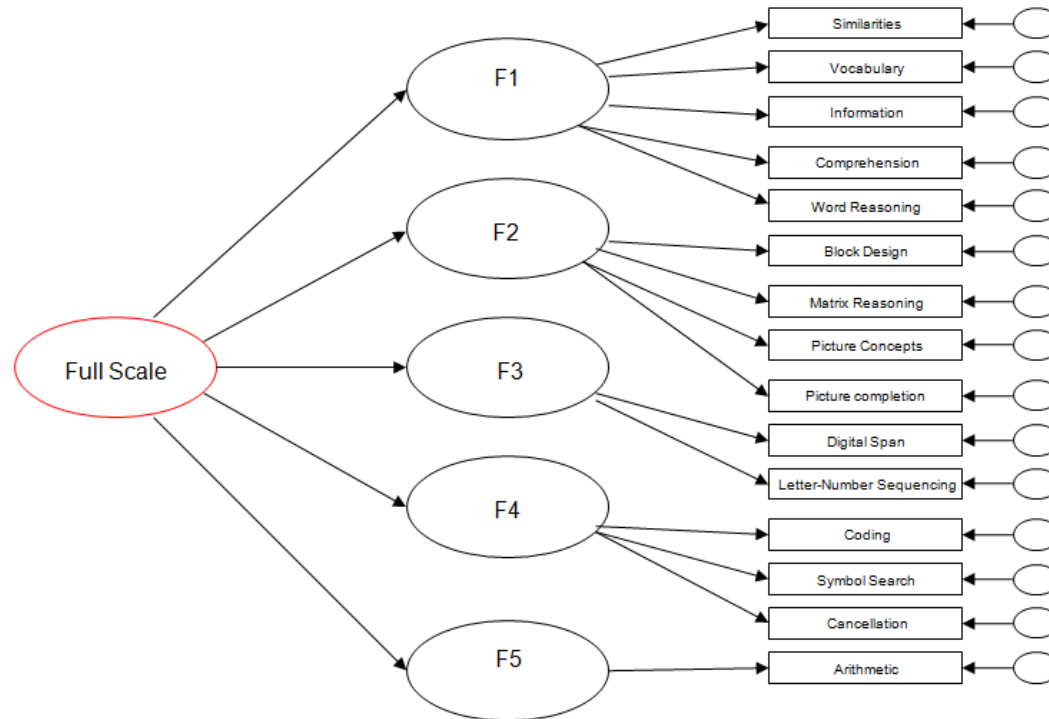 Similarities
F1
Vocabulary
Information
Comprehension
Word Reasoning
F2
Block Design
Matrix Reasoning
Picture Concepts
Full Scale
F3
Picture completion
Digital Span
Letter-Number Sequencing
F4
Coding
Symbol Search
Cancellation
F5
Arithmetic